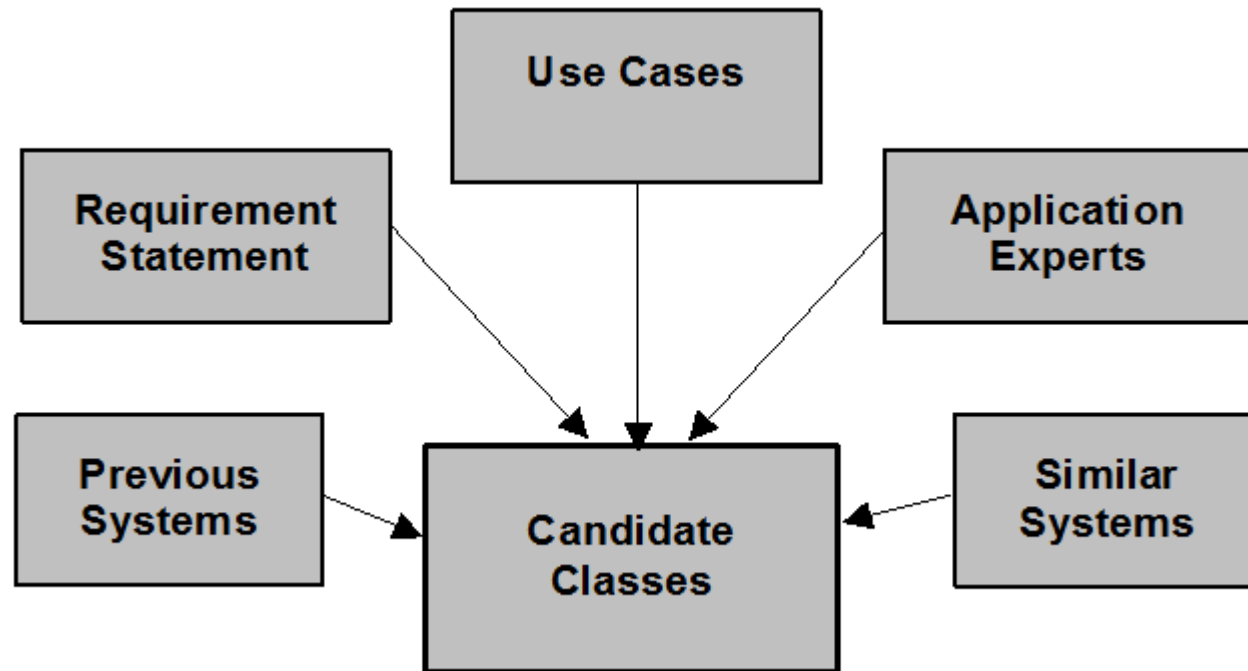 Use Cases
Requirement
Statement
Application
Experts
Previous
Systems
Candidate
Classes
Similar
Systems